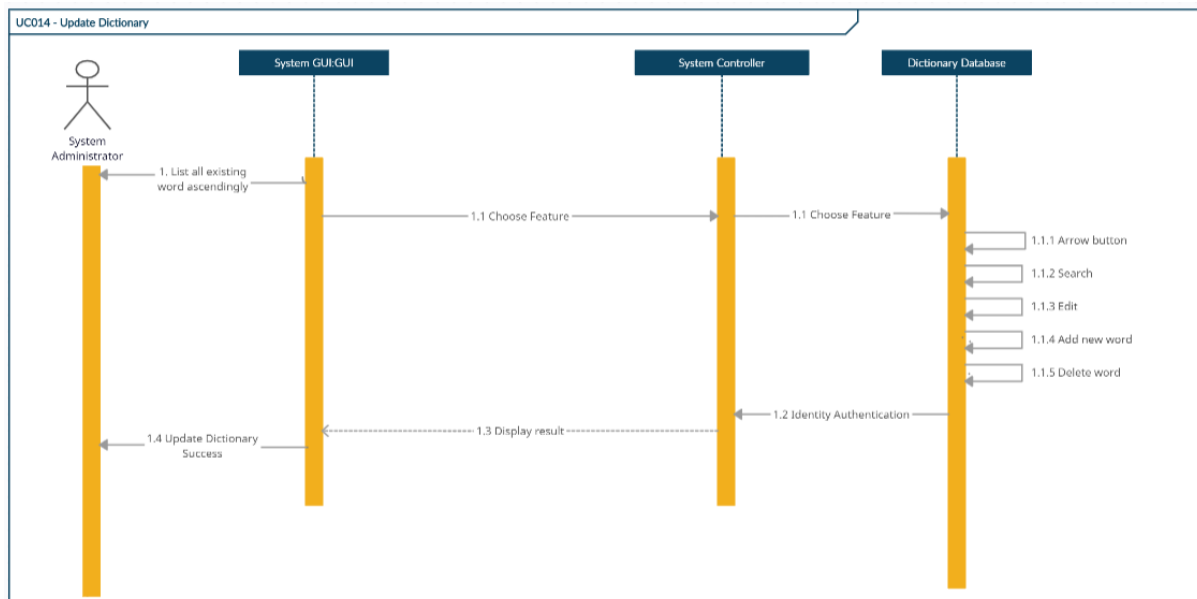 UC014 - Update Dictionary
System GUI:GUI
System Controller
Dictionary Database
System
Administrator
1. List all existing
word ascendingly
1.1 Choose Feature
1.1 Choose Feature
1.1.1 Arrow button
1.1.2 Search
1.1.3 Edit
1.1.4 Add new word
1.1.5 Delete word
1.2 Identity Authentication
1.3 Display result
1.4 Update Dictionary
Success